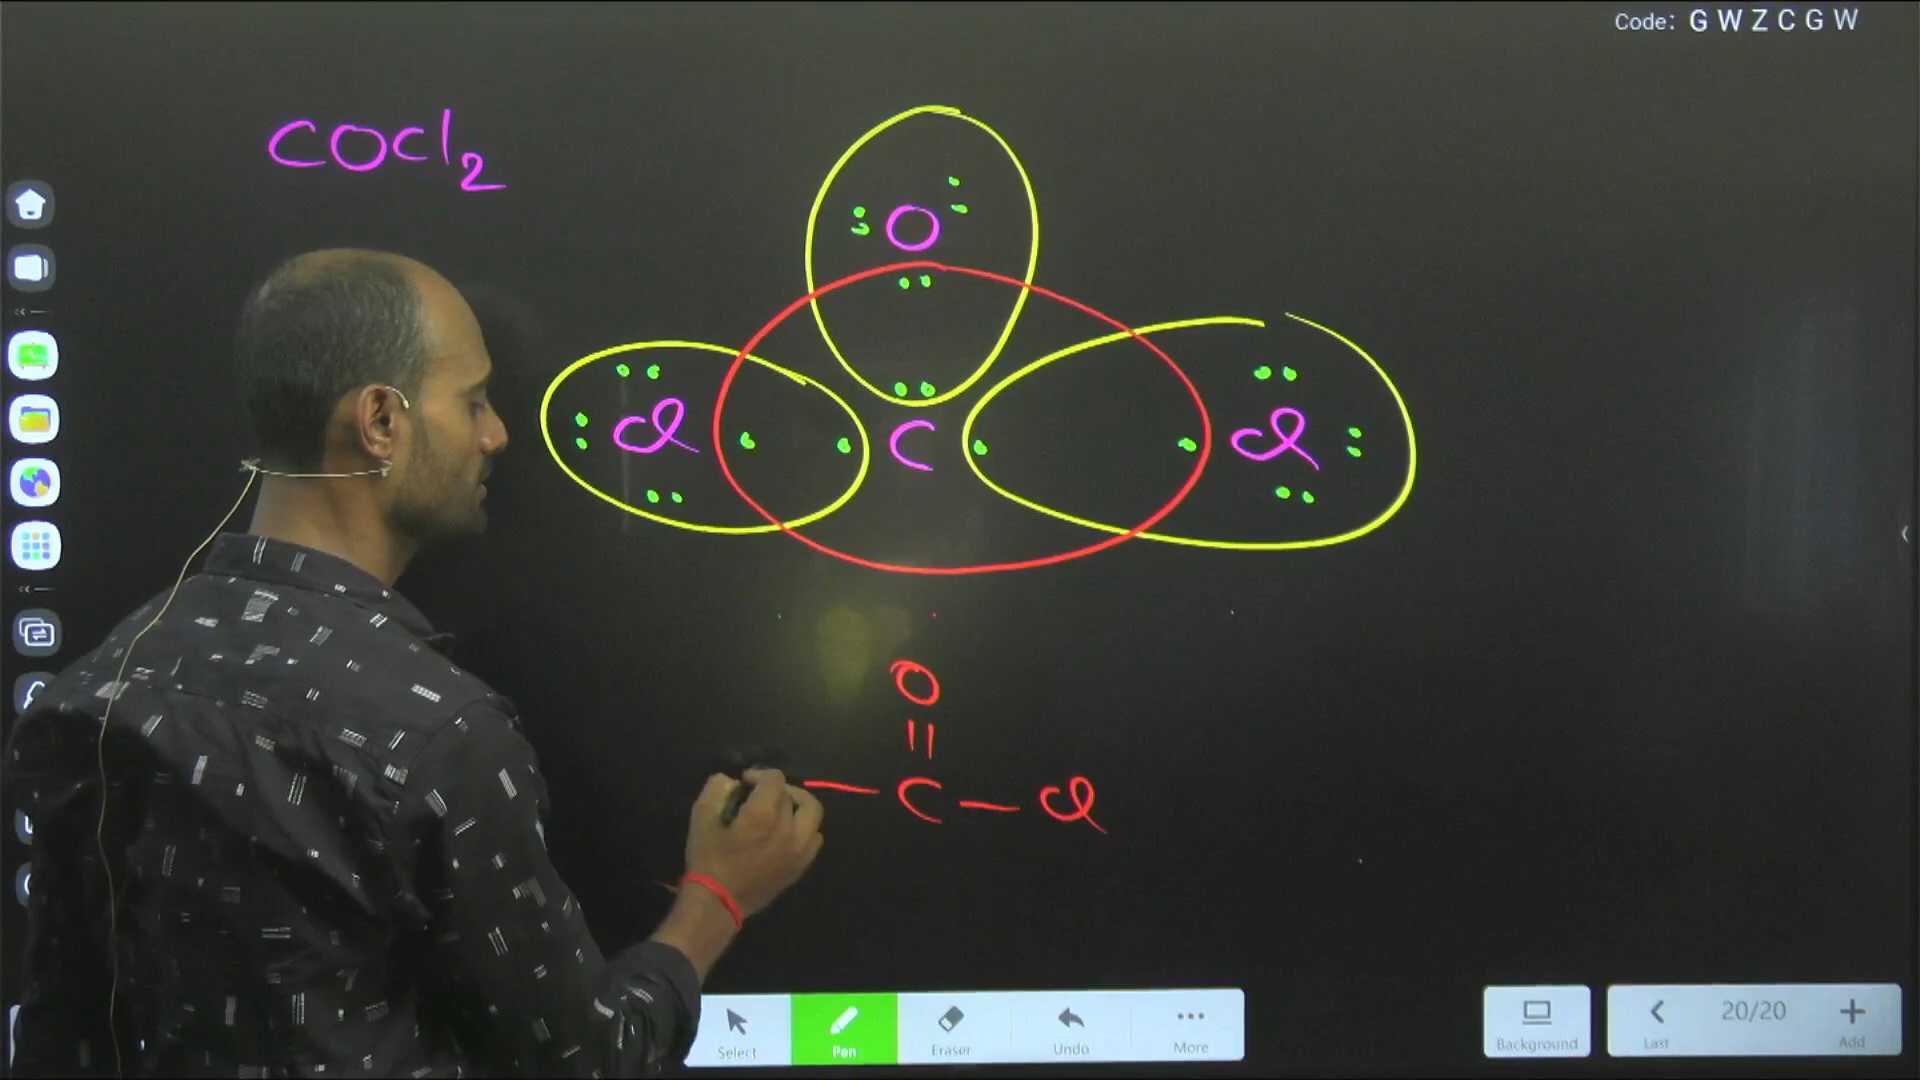 Code: GWZCGW
COCl2
O
Cl C Cl
O
||
— C — Cl
Select Pen Eraser Undo More Background Last 20/20 Add